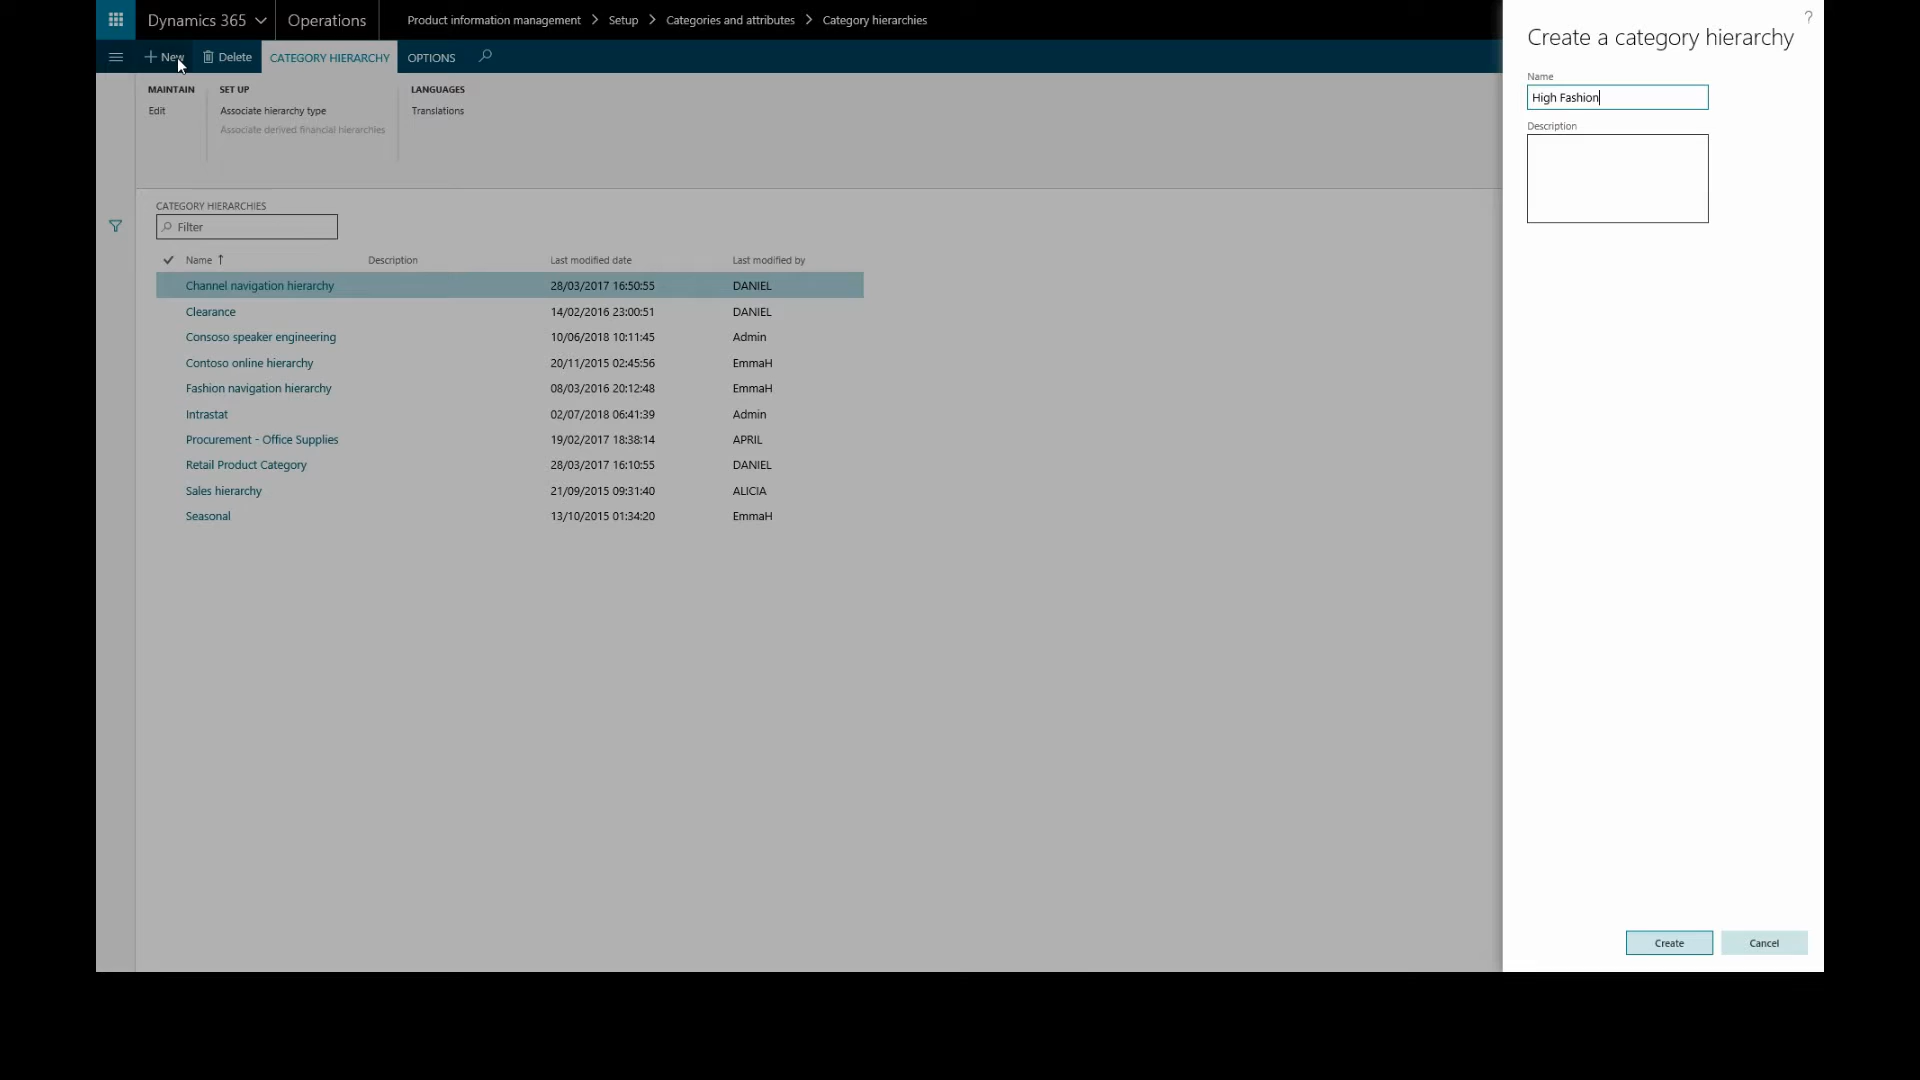 Dynamics 365 Operations Product information management Setup Categories and attributes Category hierarchies
New Delete CATEGORY HIERARCHY OPTIONS
MAINTAIN SET UP LANGUAGES
Edit Associate hierarchy type Translations
Associate derived financial hierarchies
CATEGORY HIERARCHIES
Filter
Name Description Last modified date Last modified by
Channel navigation hierarchy 28/03/2017 16:50:55 DANIEL
Clearance 14/02/2016 23:00:51 DANIEL
Consoso speaker engineering 10/06/2018 10:11:45 Admin
Contoso online hierarchy 20/11/2015 02:45:56 EmmaH
Fashion navigation hierarchy 08/03/2016 20:12:48 EmmaH
Intrastat 02/07/2018 06:41:39 Admin
Procurement - Office Supplies 19/02/2017 18:38:14 APRIL
Retail Product Category 28/03/2017 16:10:55 DANIEL
Sales hierarchy 21/09/2015 09:31:40 ALICIA
Seasonal 13/10/2015 01:34:20 EmmaH
?
Create a category hierarchy
Name
High Fashion
Description
Create Cancel